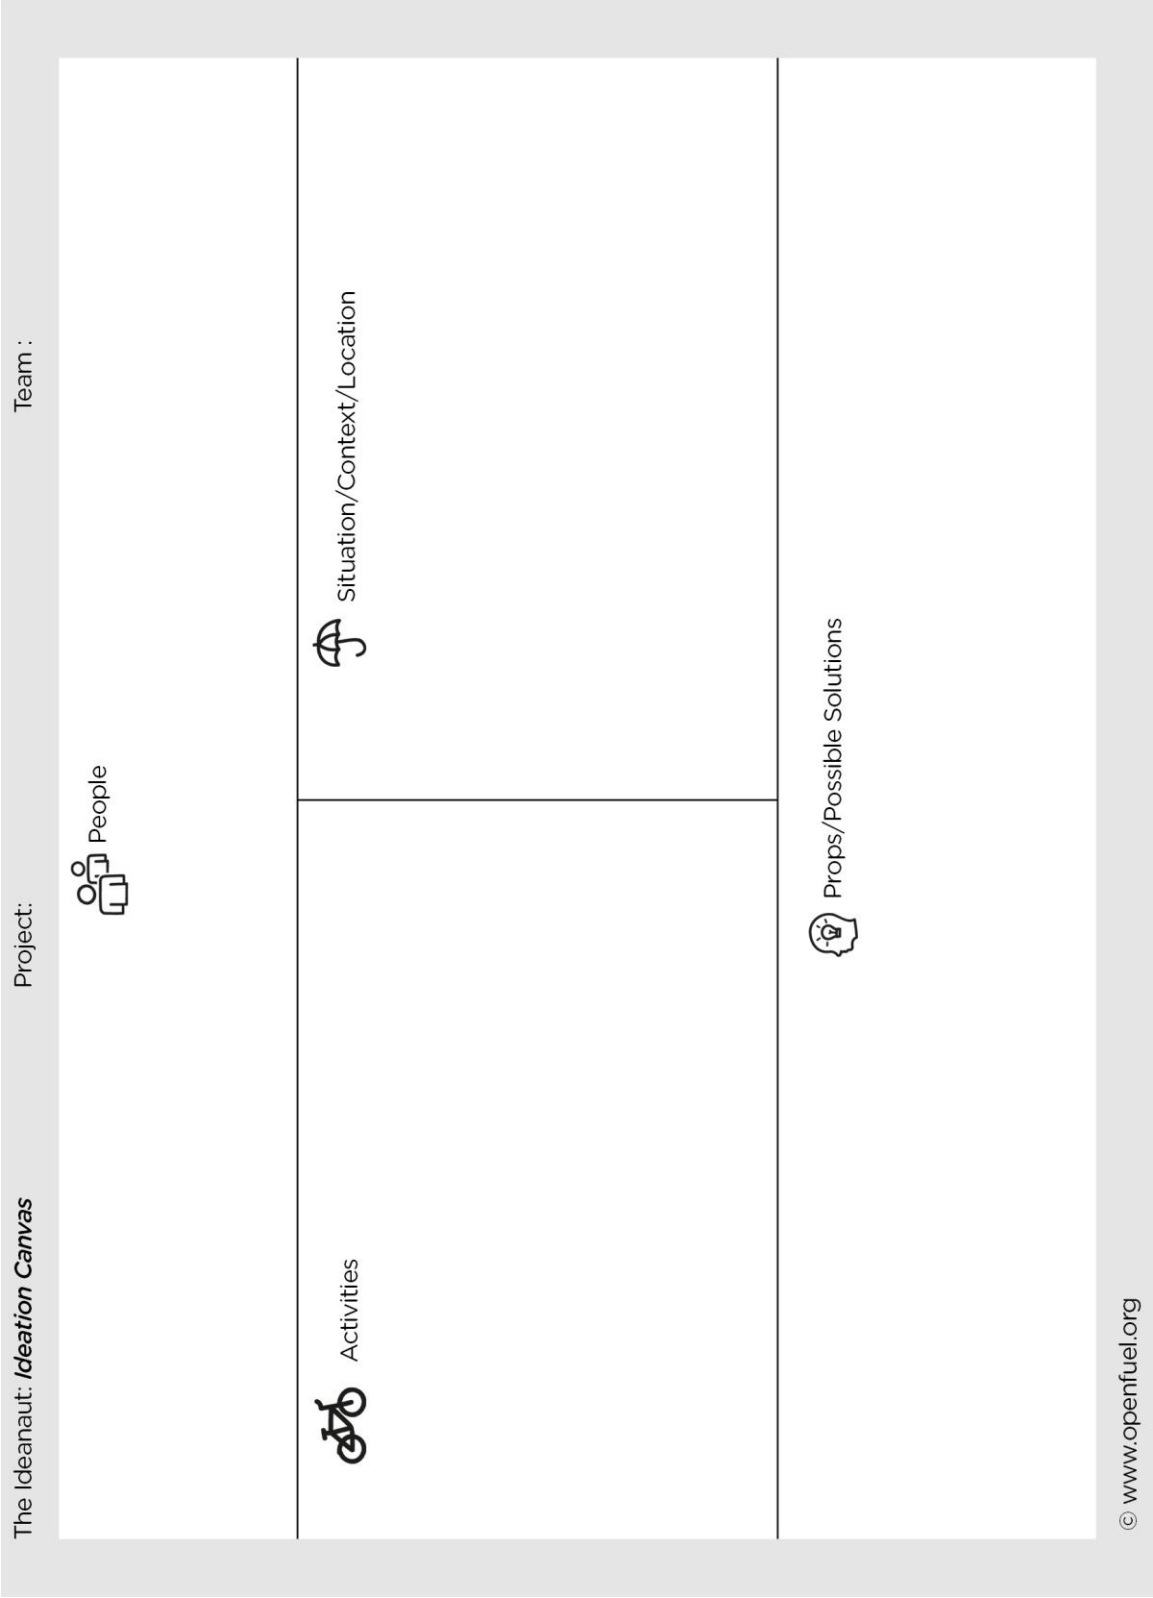 The Ideanaut: Ideation Canvas
Project:
Team :
People
Activities
Situation/Context/Location
Props/Possible Solutions
© www.openfuel.org